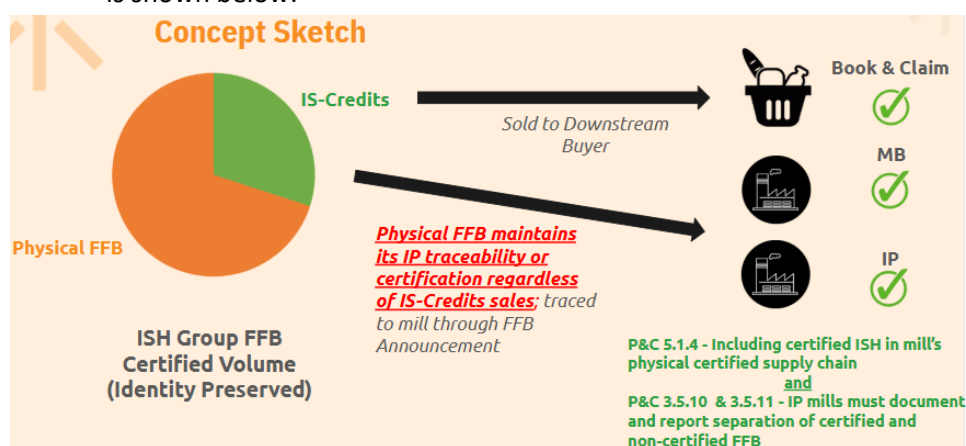 is shown below:
Concept Sketch
IS-Credits
Sold to Downstream
Buyer
Book & Claim
MB
IP
Physical FFB
Physical FFB maintains
its IP traceability or
certification regardless
of IS-Credits sales; traced
to mill through FFB
Announcement
ISH Group FFB
Certified Volume
(Identity Preserved)
P&C 5.1.4 - Including certified ISH in mill's
physical certified supply chain
and
P&C 3.5.10 & 3.5.11 - IP mills must document
and report separation of certified and
non-certified FFB